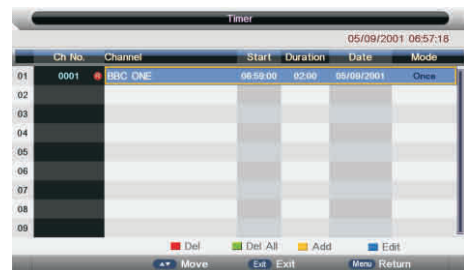 Timer
05/09/2001 06:57:18
Ch No. Channel Start Duration Date Mode
01 0001 R BBC ONE 06:59:00 02:00 05/09/2001 Once
02
03
04
05
06
07
08
09
Del Del All Add Edit
Move Exit Exit Menu Return